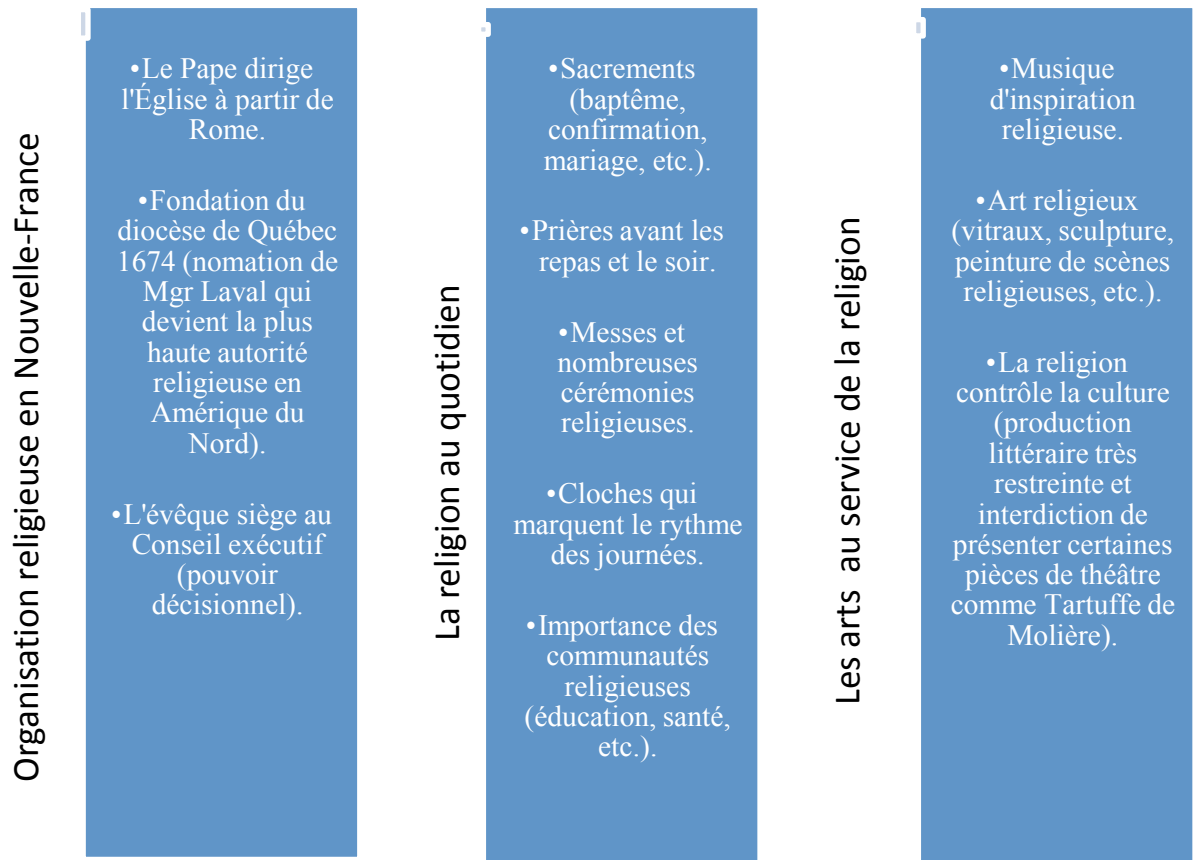 Organisation religieuse en Nouvelle-France
•Le Pape dirige
l'Église à partir de
Rome.
•Fondation du
diocèse de Québec
1674 (nomation de
Mgr Laval qui
devient la plus
haute autorité
religieuse en
Amérique du
Nord).
•L'évêque siège au
Conseil exécutif
(pouvoir
décisionnel).
La religion au quotidien
•Sacrements
(baptême,
confirmation,
mariage, etc.).
•Prières avant les
repas et le soir.
•Messes et
nombreuses
cérémonies
religieuses.
•Cloches qui
marquent le rythme
des journées.
•Importance des
communautés
religieuses
(éducation, santé,
etc.).
Les arts au service de la religion
•Musique
d'inspiration
religieuse.
•Art religieux
(vitraux, sculpture,
peinture de scènes
religieuses, etc.).
•La religion
contrôle la culture
(production
littéraire très
restreinte et
interdiction de
présenter certaines
pièces de théâtre
comme Tartuffe de
Molière).